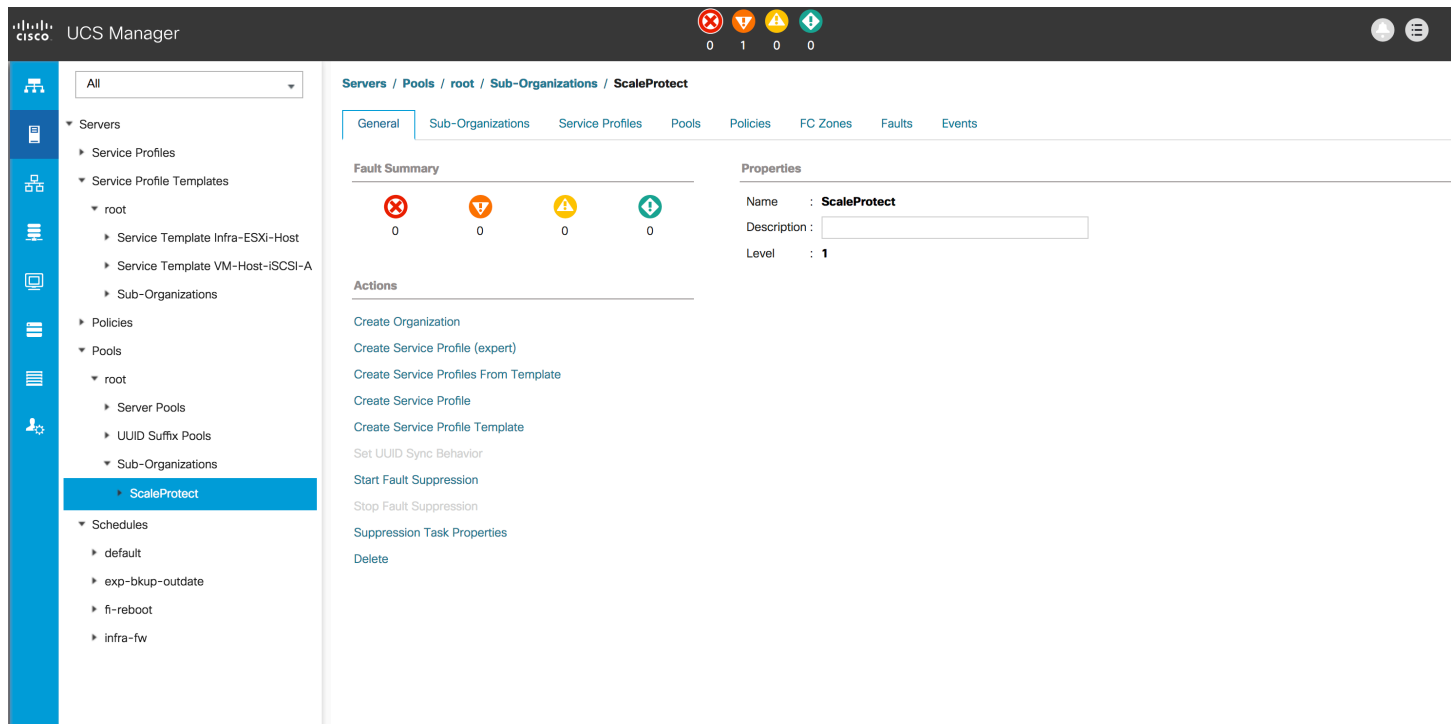 cisco UCS Manager
0 1 0 0
All
Servers
Service Profiles
Service Profile Templates
root
Service Template Infra-ESXi-Host
Service Template VM-Host-iSCSI-A
Sub-Organizations
Policies
Pools
root
Server Pools
UUID Suffix Pools
Sub-Organizations
ScaleProtect
Schedules
default
exp-bkup-outdate
fi-reboot
infra-fw
Servers / Pools / root / Sub-Organizations / ScaleProtect
General Sub-Organizations Service Profiles Pools Policies FC Zones Faults Events
Fault Summary
0 0 0 0
Actions
Create Organization
Create Service Profile (expert)
Create Service Profiles From Template
Create Service Profile
Create Service Profile Template
Set UUID Sync Behavior
Start Fault Suppression
Stop Fault Suppression
Suppression Task Properties
Delete
Properties
Name : ScaleProtect
Description :
Level : 1